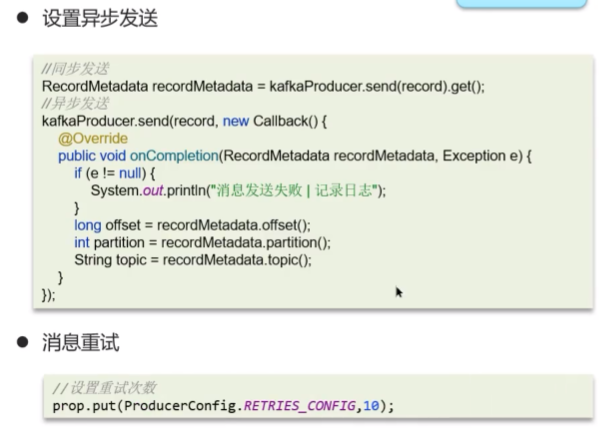 ● 设置异步发送
//同步发送
RecordMetadata recordMetadata = kafkaProducer.send(record).get();
//异步发送
kafkaProducer.send(record, new Callback() {
@Override
public void onCompletion(RecordMetadata recordMetadata, Exception e) {
if (e != null) {
System.out.println("消息发送失败 | 记录日志");
}
long offset = recordMetadata.offset();
int partition = recordMetadata.partition();
String topic = recordMetadata.topic();
}
});
● 消息重试
//设置重试次数
prop.put(ProducerConfig.RETRIES_CONFIG,10);